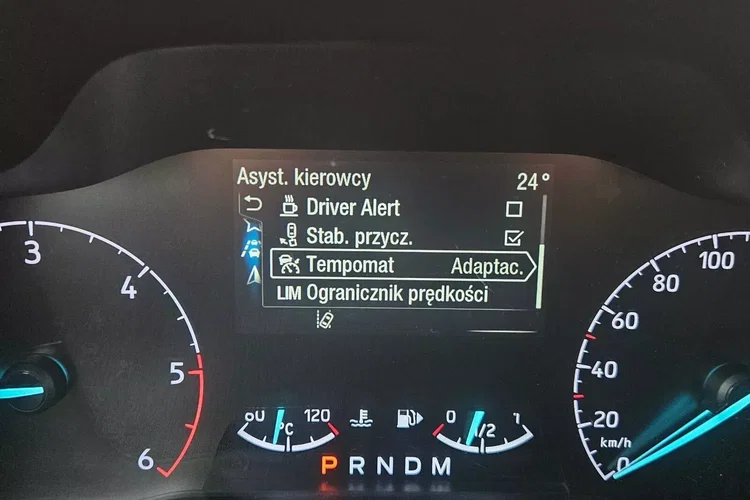 Asyst. kierowcy 24°
Driver Alert
Stab. przycz.
Tempomat Adaptac.
LIM Ogranicznik prędkości
3
4
5
6
60 120
°C
0 1
1/2
P R N D M
100
80
60
40
20
0
km/h